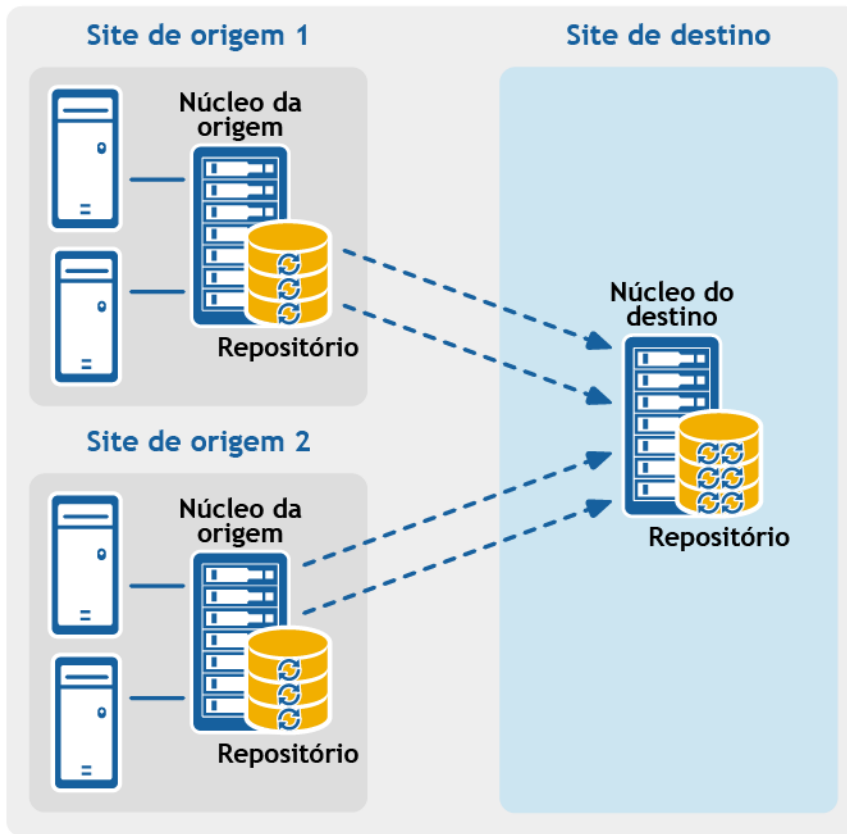 Site de origem 1
Site de destino
Núcleo da
origem
Repositório
Núcleo do
destino
Repositório
Site de origem 2
Núcleo da
origem
Repositório